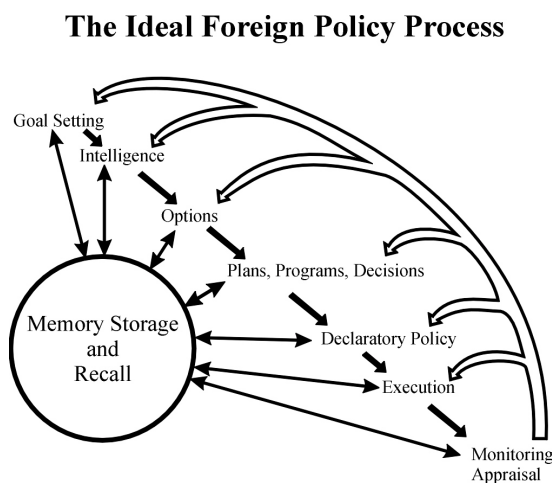 The Ideal Foreign Policy Process
Goal Setting
Intelligence
Options
Plans, Programs, Decisions
Memory Storage
and
Recall
Declaratory Policy
Execution
Monitoring
Appraisal